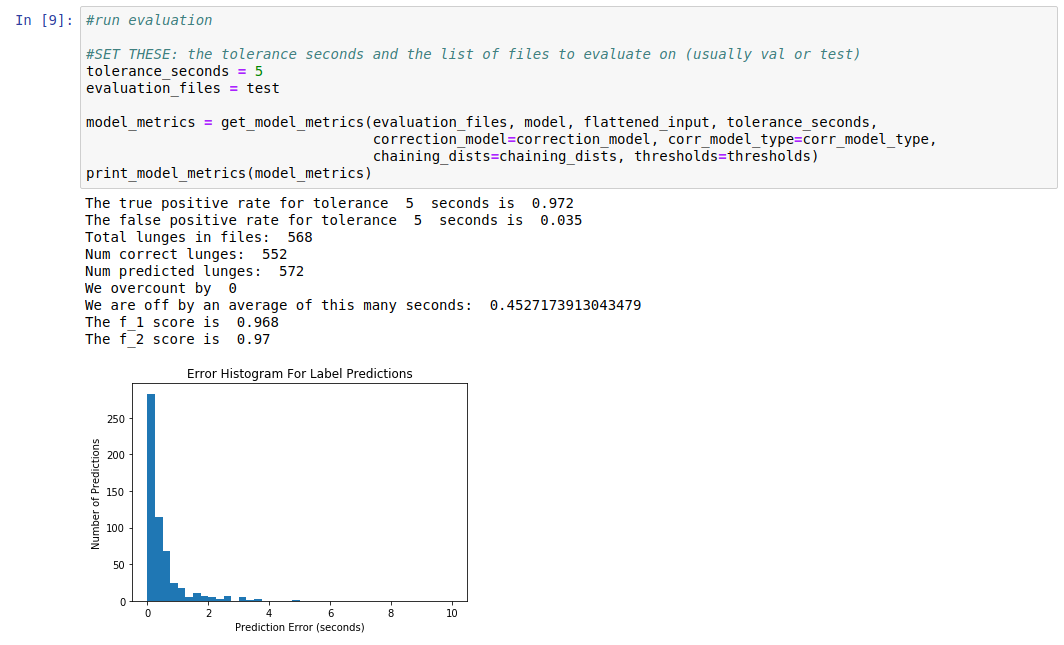 In [9]: #run evaluation
#SET THESE: the tolerance seconds and the list of files to evaluate on (usually val or test)
tolerance_seconds = 5
evaluation_files = test
model_metrics = get_model_metrics(evaluation_files, model, flattened_input, tolerance_seconds,
correction_model=correction_model, corr_model_type=corr_model_type,
chaining_dists=chaining_dists, thresholds=thresholds)
print_model_metrics(model_metrics)
The true positive rate for tolerance  5  seconds is  0.972
The false positive rate for tolerance  5  seconds is  0.035
Total lunges in files:  568
Num correct lunges:  552
Num predicted lunges:  572
We overcount by  0
We are off by an average of this many seconds:  0.4527173913043479
The f_1 score is  0.968
The f_2 score is  0.97
Error Histogram For Label Predictions
Number of Predictions
250
200
150
100
50
0
0 2 4 6 8 10
Prediction Error (seconds)